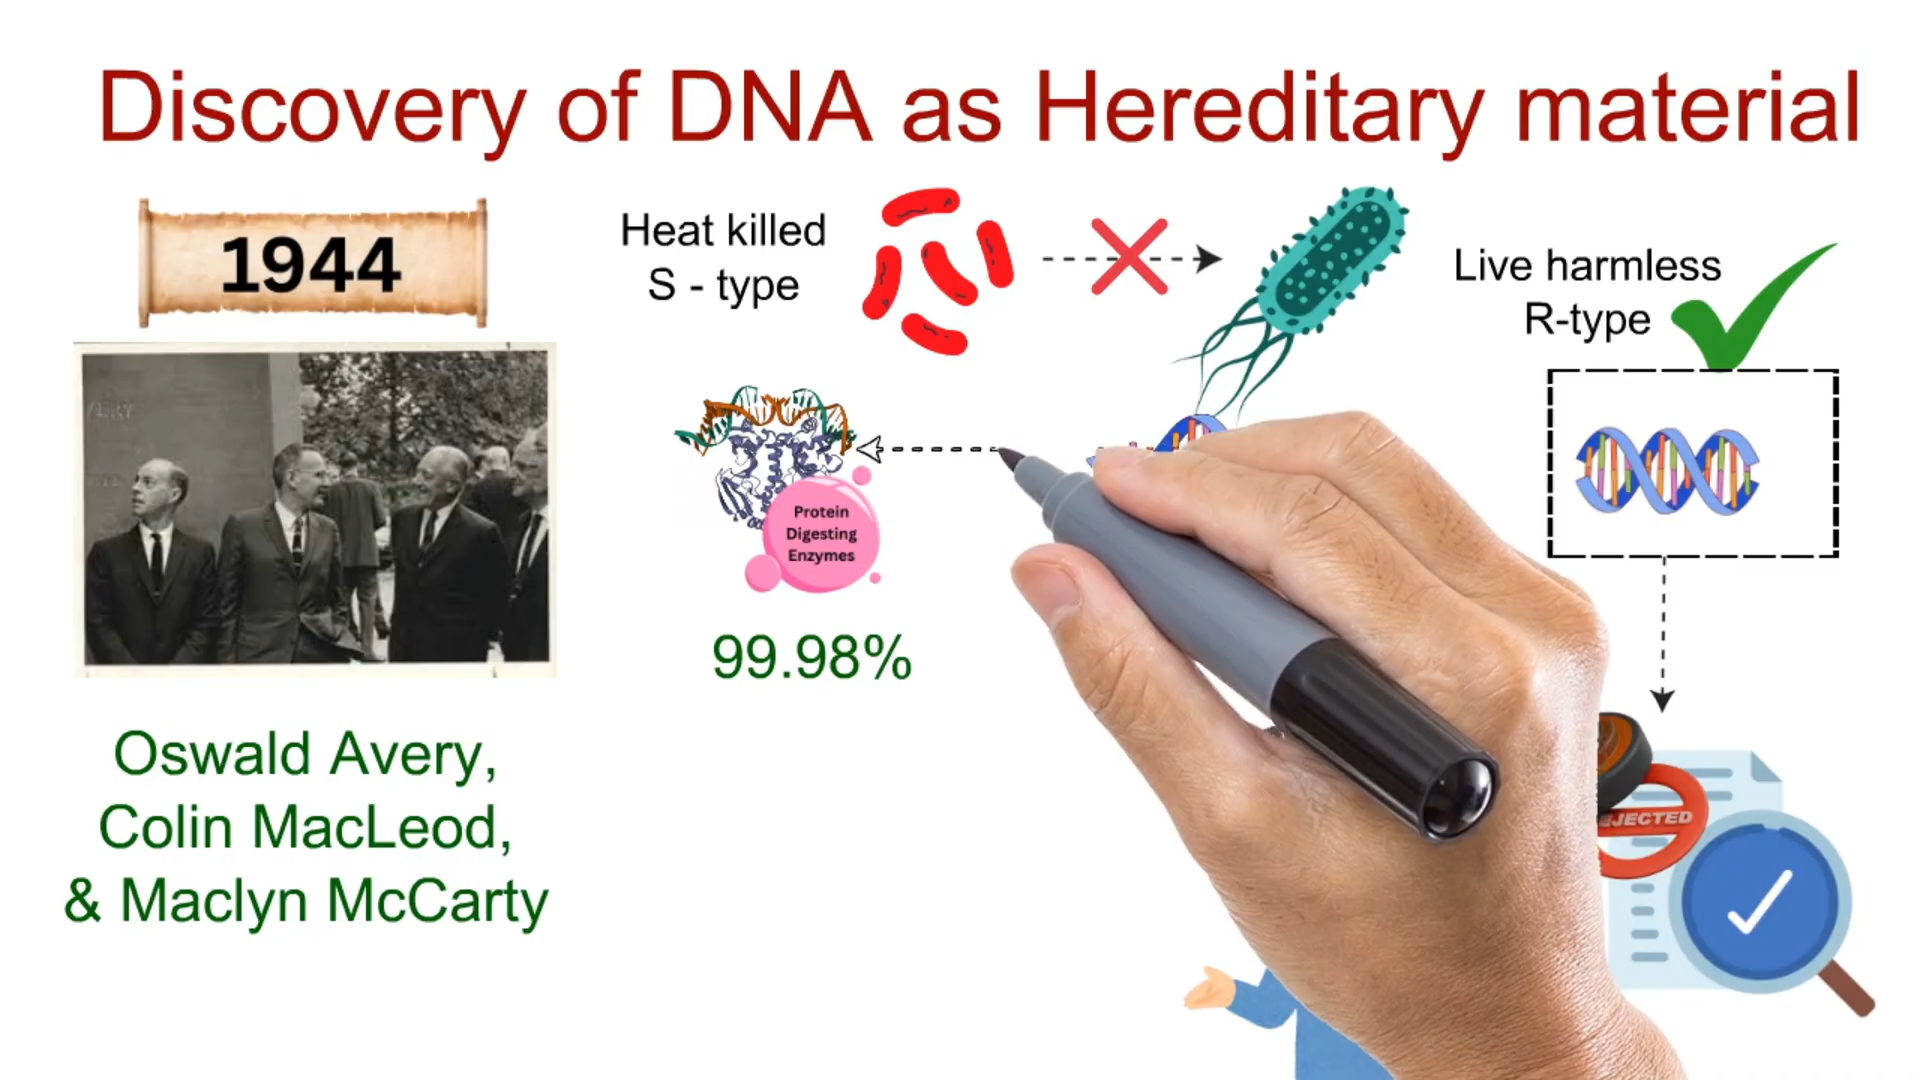 Discovery of DNA as Hereditary material
1944
Heat killed
S - type
Live harmless
R-type
Protein
Digesting
Enzymes
99.98%
Oswald Avery,
Colin MacLeod,
& Maclyn McCarty
EJECTED